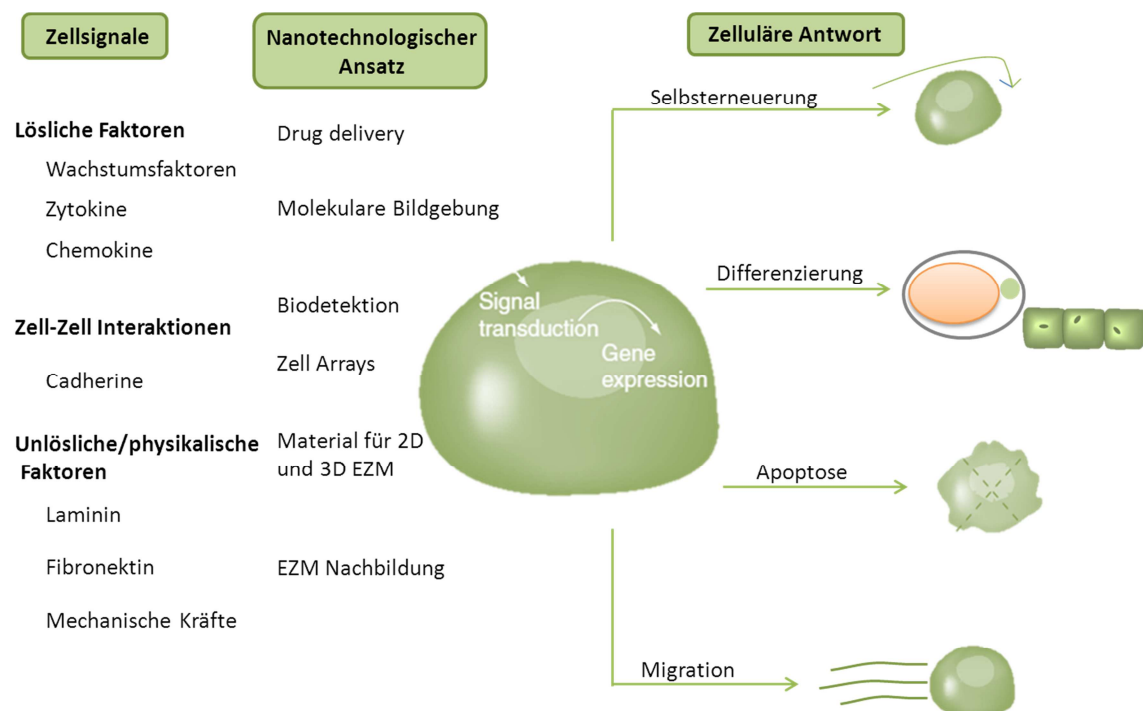 Zellsignale
Nanotechnologischer
Ansatz
Zelluläre Antwort
Lösliche Faktoren
Wachstumsfaktoren
Zytokine
Chemokine
Zell-Zell Interaktionen
Cadherine
Unlösliche/physikalische
Faktoren
Laminin
Fibronektin
Mechanische Kräfte
Drug delivery
Molekulare Bildgebung
Biodetektion
Zell Arrays
Material für 2D
und 3D EZM
EZM Nachbildung
Signal
transduction
Gene
expression
Selbsterneuerung
Differenzierung
Apoptose
Migration